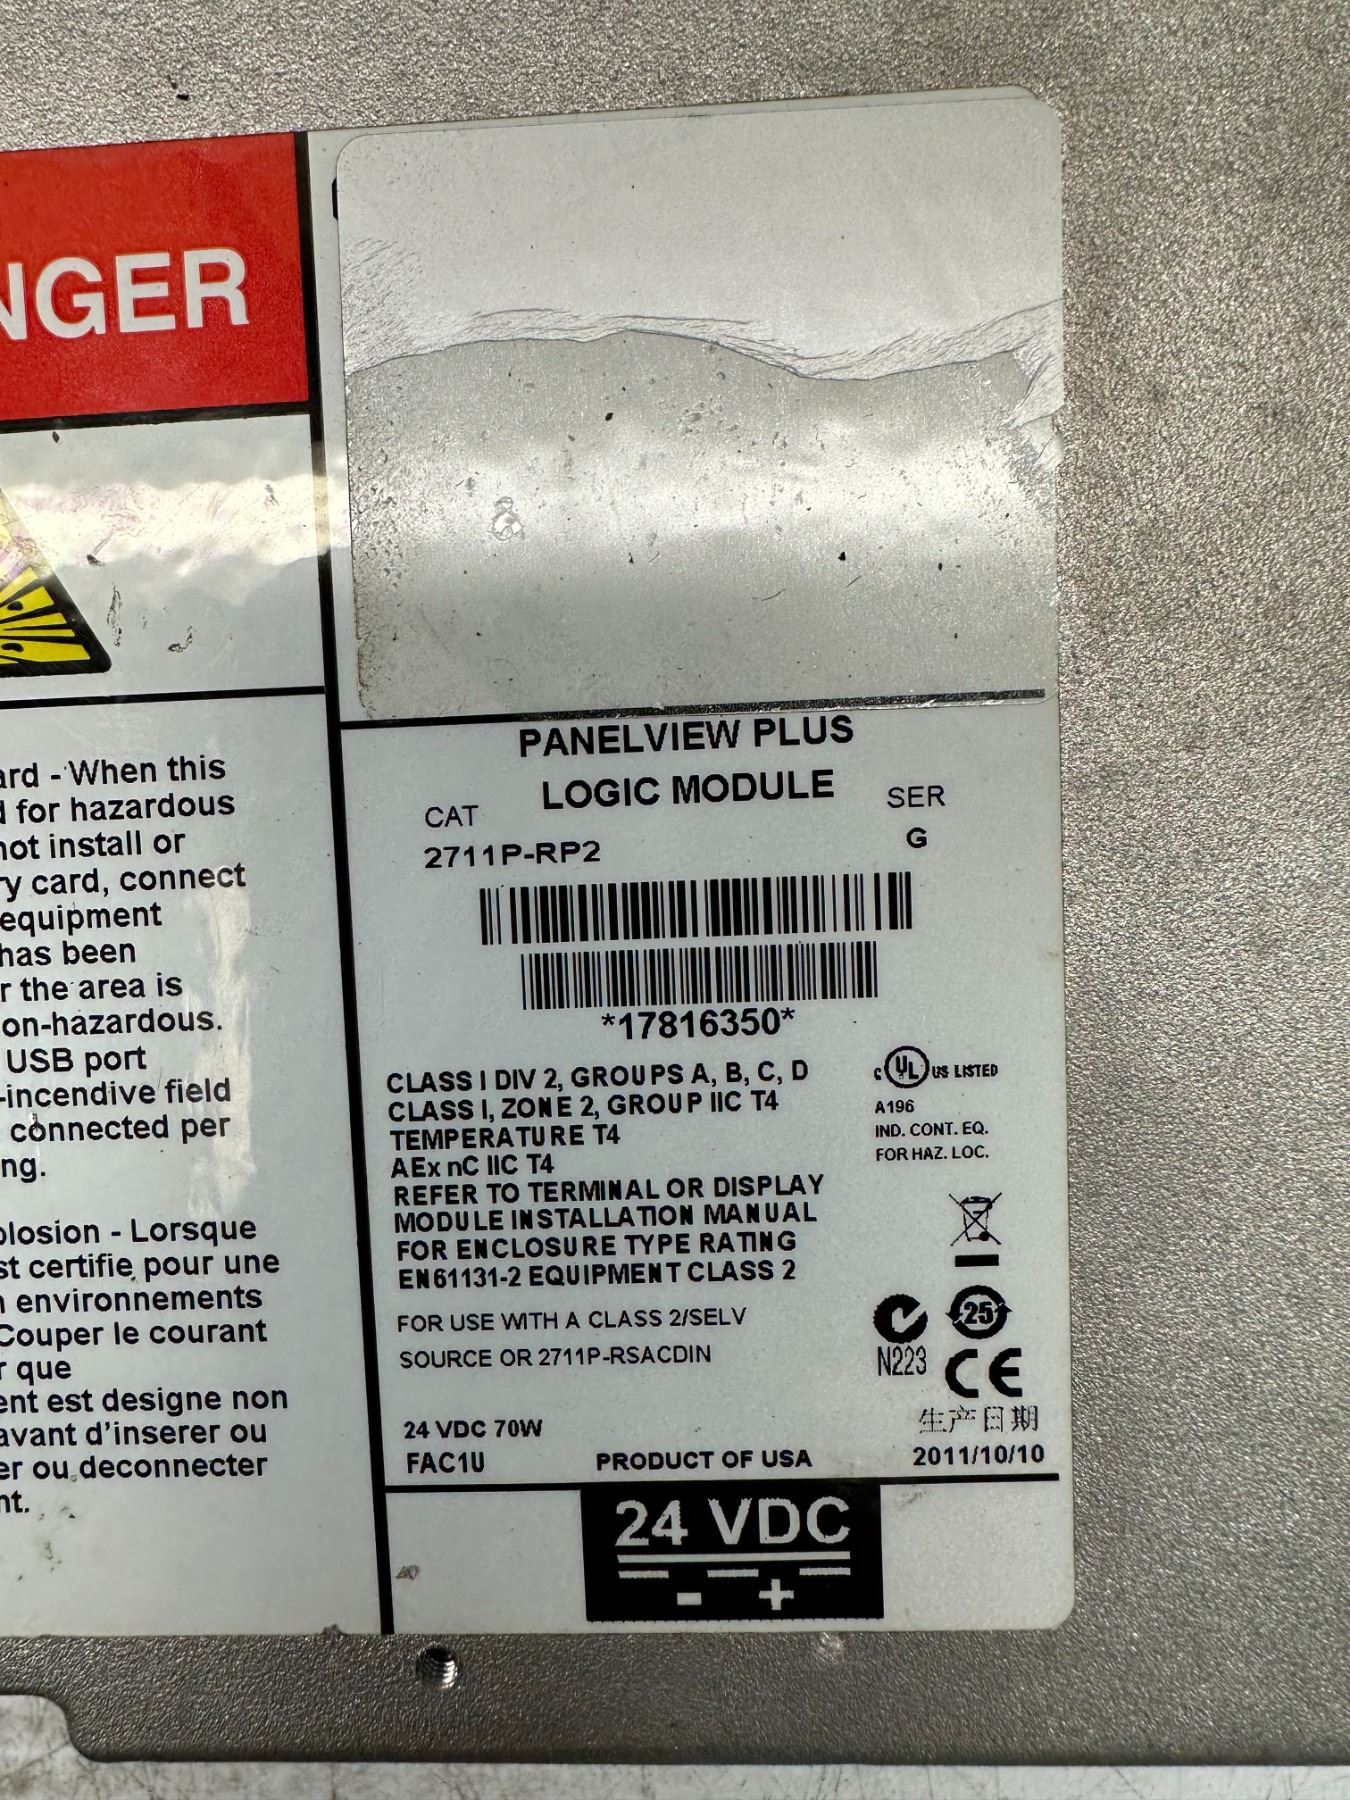 NGER
ard - When this
d for hazardous
not install or
ry card, connect
equipment
has been
r the area is
on-hazardous.
USB port
-incendive field
connected per
ng.
plosion - Lorsque
st certifie pour une
n environnements
Couper le courant
r que
ent est designe non
avant d'inserer ou
er ou deconnecter
nt.
PANELVIEW PLUS
LOGIC MODULE
CAT SER
2711P-RP2 G
*17816350*
CLASS I DIV 2, GROUPS A, B, C, D
CLASS I, ZONE 2, GROUP IIC T4
TEMPERATURE T4
AEx nC IIC T4
REFER TO TERMINAL OR DISPLAY
MODULE INSTALLATION MANUAL
FOR ENCLOSURE TYPE RATING
EN61131-2 EQUIPMENT CLASS 2
c UL US LISTED
A196
IND. CONT. EQ.
FOR HAZ. LOC.
FOR USE WITH A CLASS 2/SELV
SOURCE OR 2711P-RSACDIN
25
N223 CE
生产日期
24 VDC 70W
FAC1U PRODUCT OF USA 2011/10/10
24 VDC
- +